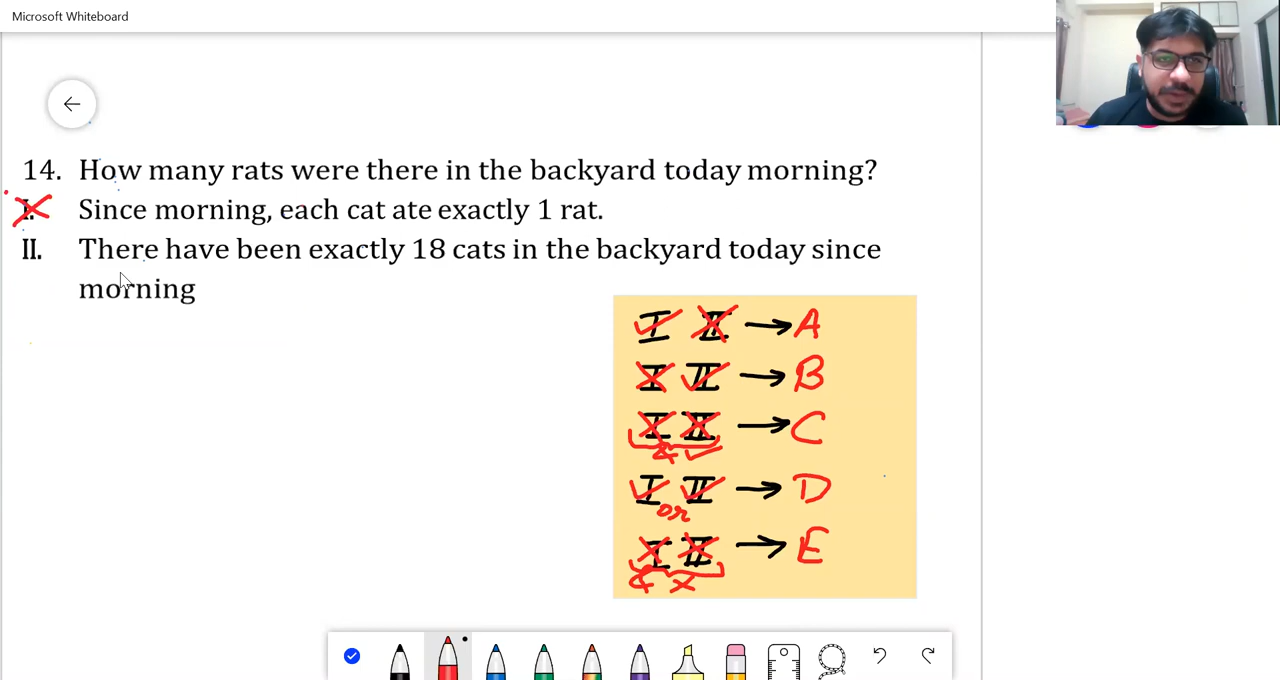 Microsoft Whiteboard
14. How many rats were there in the backyard today morning?
I. Since morning, each cat ate exactly 1 rat.
II. There have been exactly 18 cats in the backyard today since
morning
I II → A
I II → B
I II → C
&
I II → D
or
I II → E
&